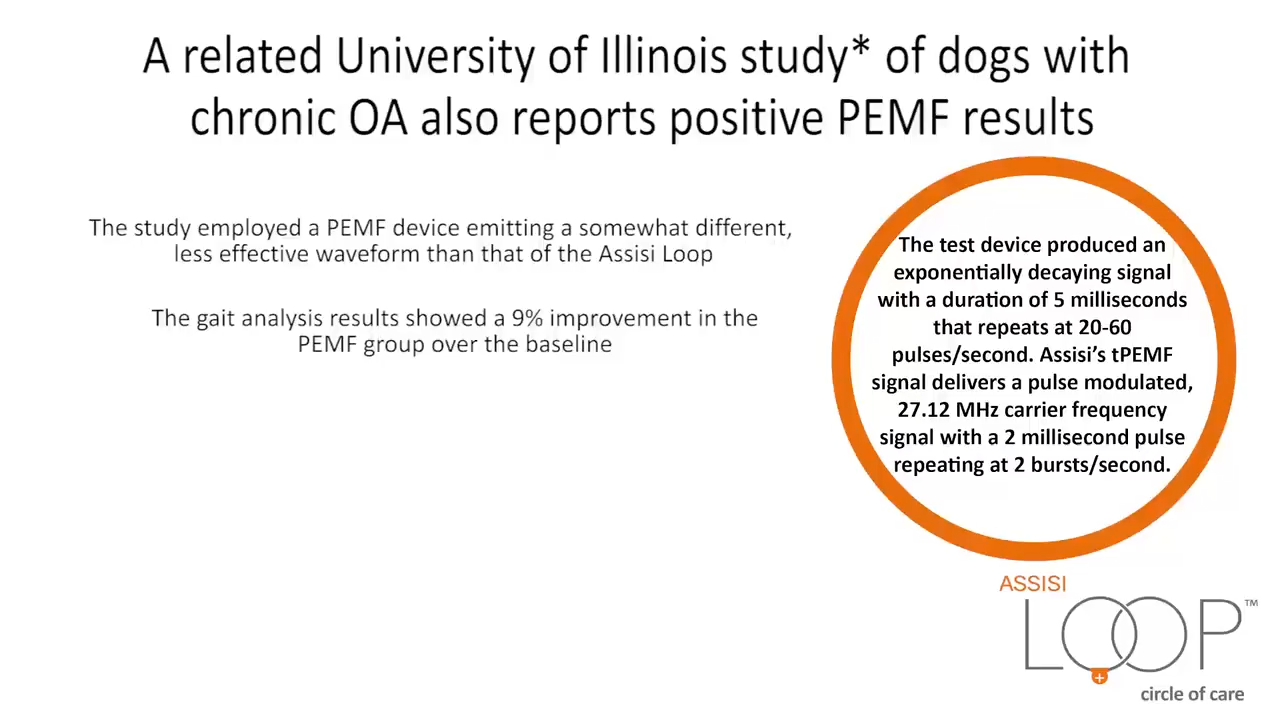 A related University of Illinois study* of dogs with
chronic OA also reports positive PEMF results
The study employed a PEMF device emitting a somewhat different,
less effective waveform than that of the Assisi Loop
The gait analysis results showed a 9% improvement in the
PEMF group over the baseline
The test device produced an
exponentially decaying signal
with a duration of 5 milliseconds
that repeats at 20-60
pulses/second. Assisi’s tPEMF
signal delivers a pulse modulated,
27.12 MHz carrier frequency
signal with a 2 millisecond pulse
repeating at 2 bursts/second.
ASSISI
LOOP™
circle of care